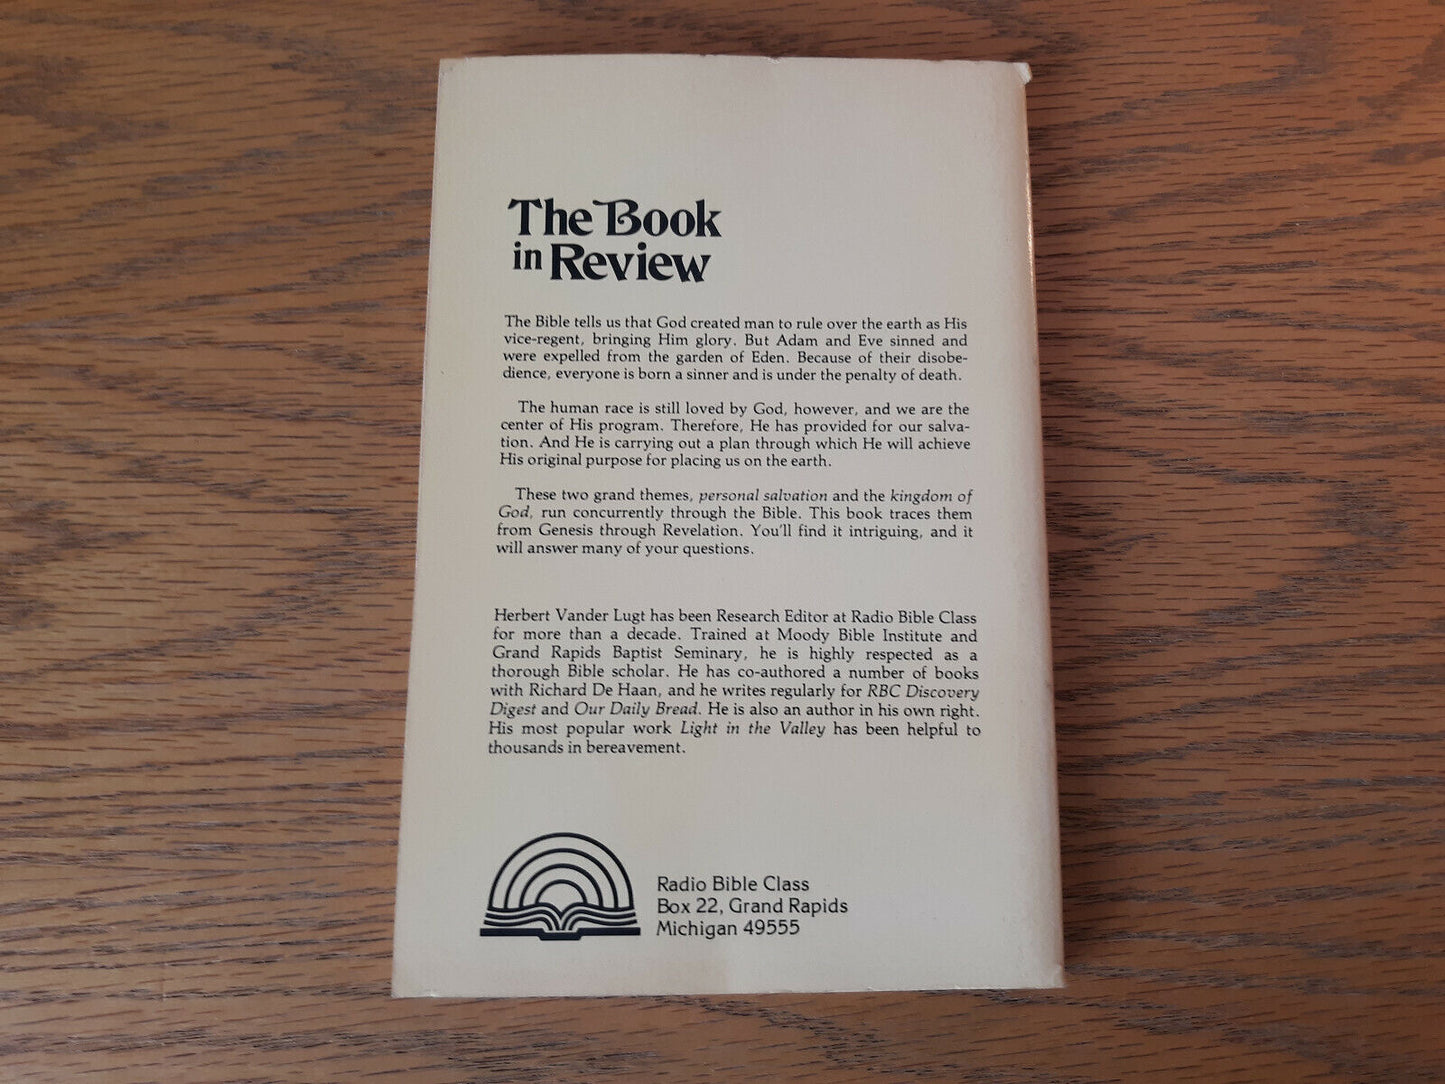 The Book
in Review
The Bible tells us that God created man to rule over the earth as His
vice-regent, bringing Him glory. But Adam and Eve sinned and
were expelled from the garden of Eden. Because of their disobe-
dience, everyone is born a sinner and is under the penalty of death.
The human race is still loved by God, however, and we are the
center of His program. Therefore, He has provided for our salva-
tion. And He is carrying out a plan through which He will achieve
His original purpose for placing us on the earth.
These two grand themes, personal salvation and the kingdom of
God, run concurrently through the Bible. This book traces them
from Genesis through Revelation. You'll find it intriguing, and it
will answer many of your questions.
Herbert Vander Lugt has been Research Editor at Radio Bible Class
for more than a decade. Trained at Moody Bible Institute and
Grand Rapids Baptist Seminary, he is highly respected as a
thorough Bible scholar. He has co-authored a number of books
with Richard De Haan, and he writes regularly for RBC Discovery
Digest and Our Daily Bread. He is also an author in his own right.
His most popular work Light in the Valley has been helpful to
thousands in bereavement.
Radio Bible Class
Box 22, Grand Rapids
Michigan 49555